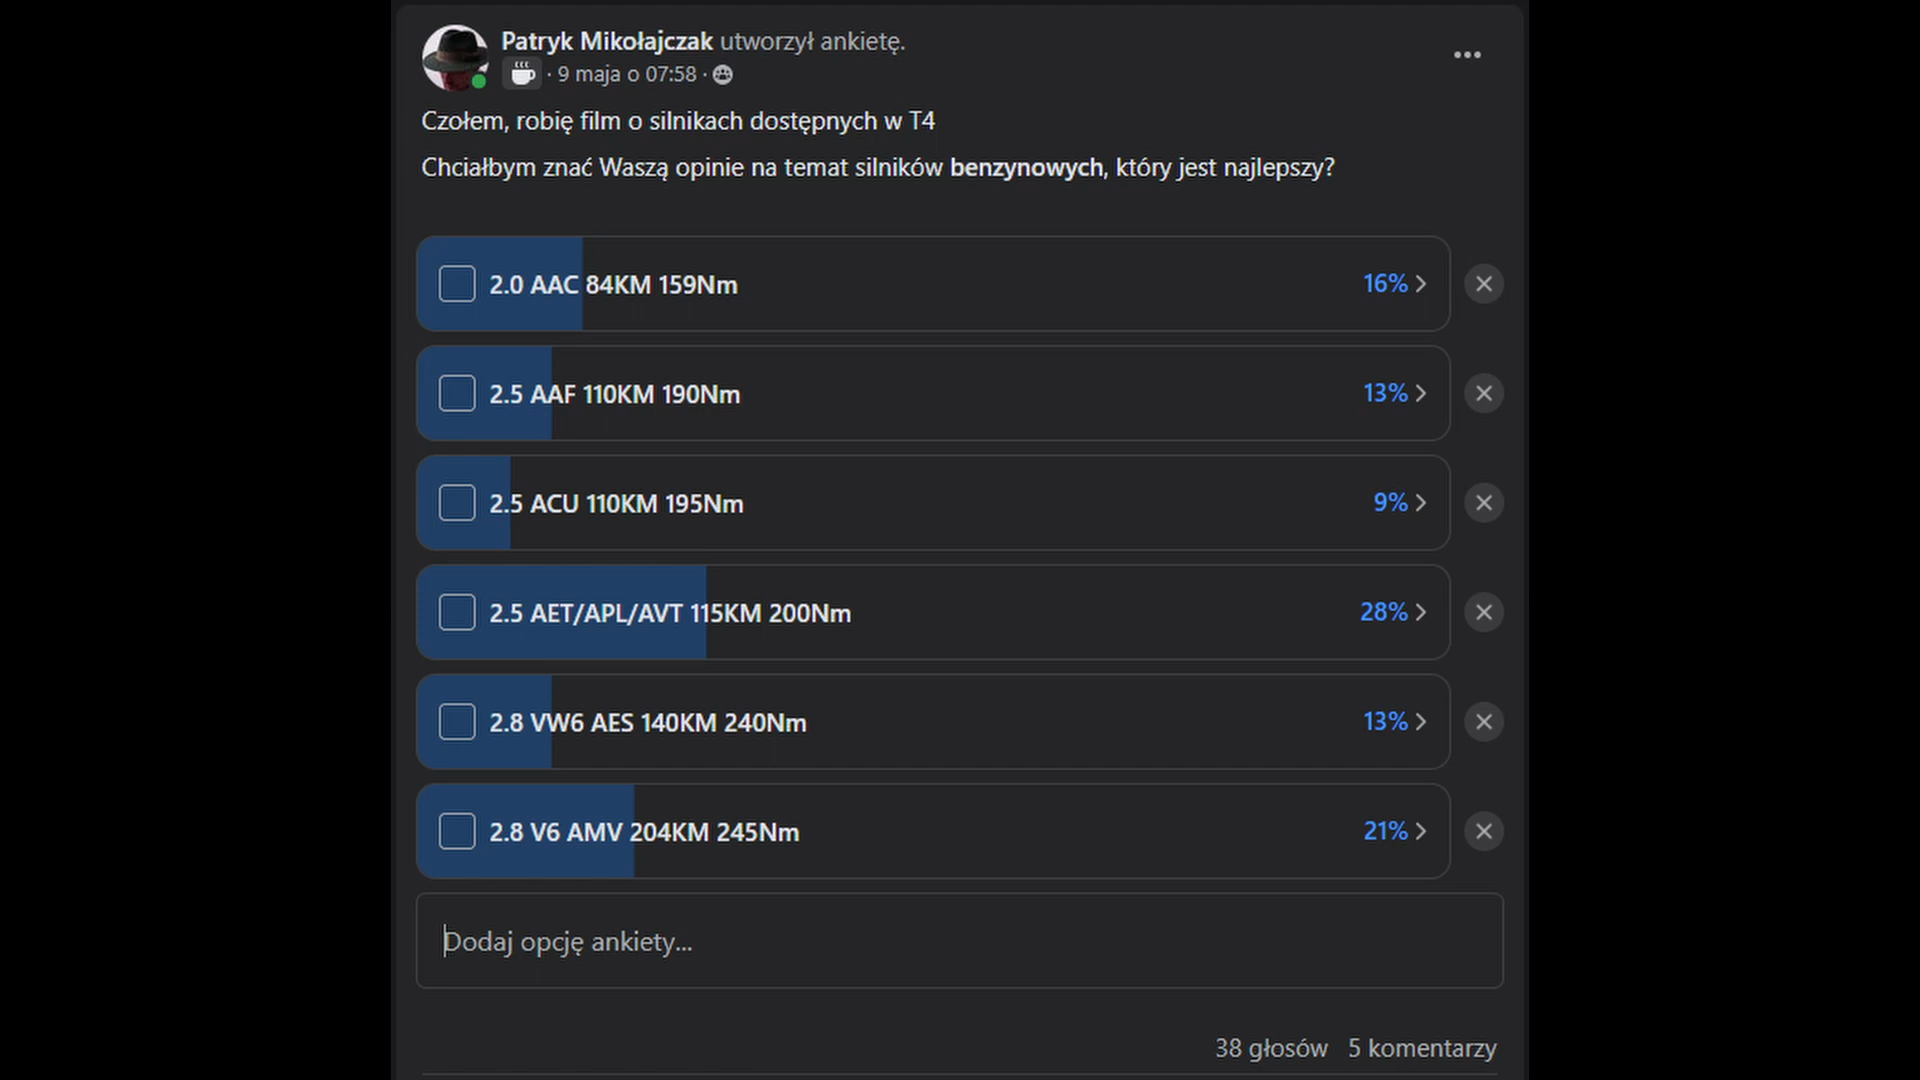 Patryk Mikołajczak utworzył ankietę.
· 9 maja o 07:58 ·
Czołem, robię film o silnikach dostępnych w T4
Chciałbym znać Waszą opinie na temat silników benzynowych, który jest najlepszy?
2.0 AAC 84KM 159Nm 16%
2.5 AAF 110KM 190Nm 13%
2.5 ACU 110KM 195Nm 9%
2.5 AET/APL/AVT 115KM 200Nm 28%
2.8 VW6 AES 140KM 240Nm 13%
2.8 V6 AMV 204KM 245Nm 21%
Dodaj opcję ankiety...
38 głosów 5 komentarzy